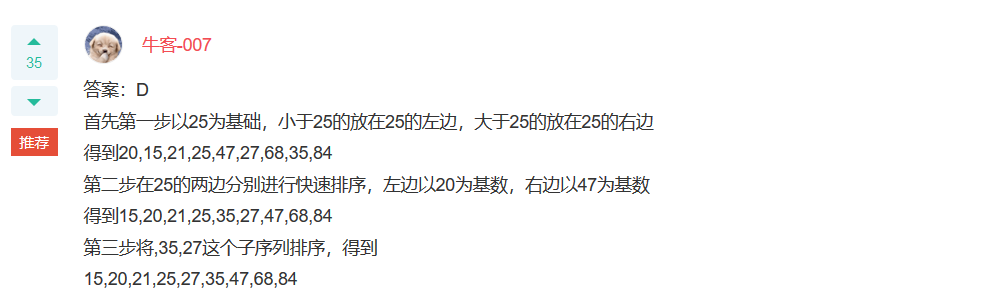 牛客-007
35
答案：D
推荐
首先第一步以25为基础，小于25的放在25的左边，大于25的放在25的右边
得到20,15,21,25,47,27,68,35,84
第二步在25的两边分别进行快速排序，左边以20为基数，右边以47为基数
得到15,20,21,25,35,27,47,68,84
第三步将,35,27这个子序列排序，得到
15,20,21,25,27,35,47,68,84